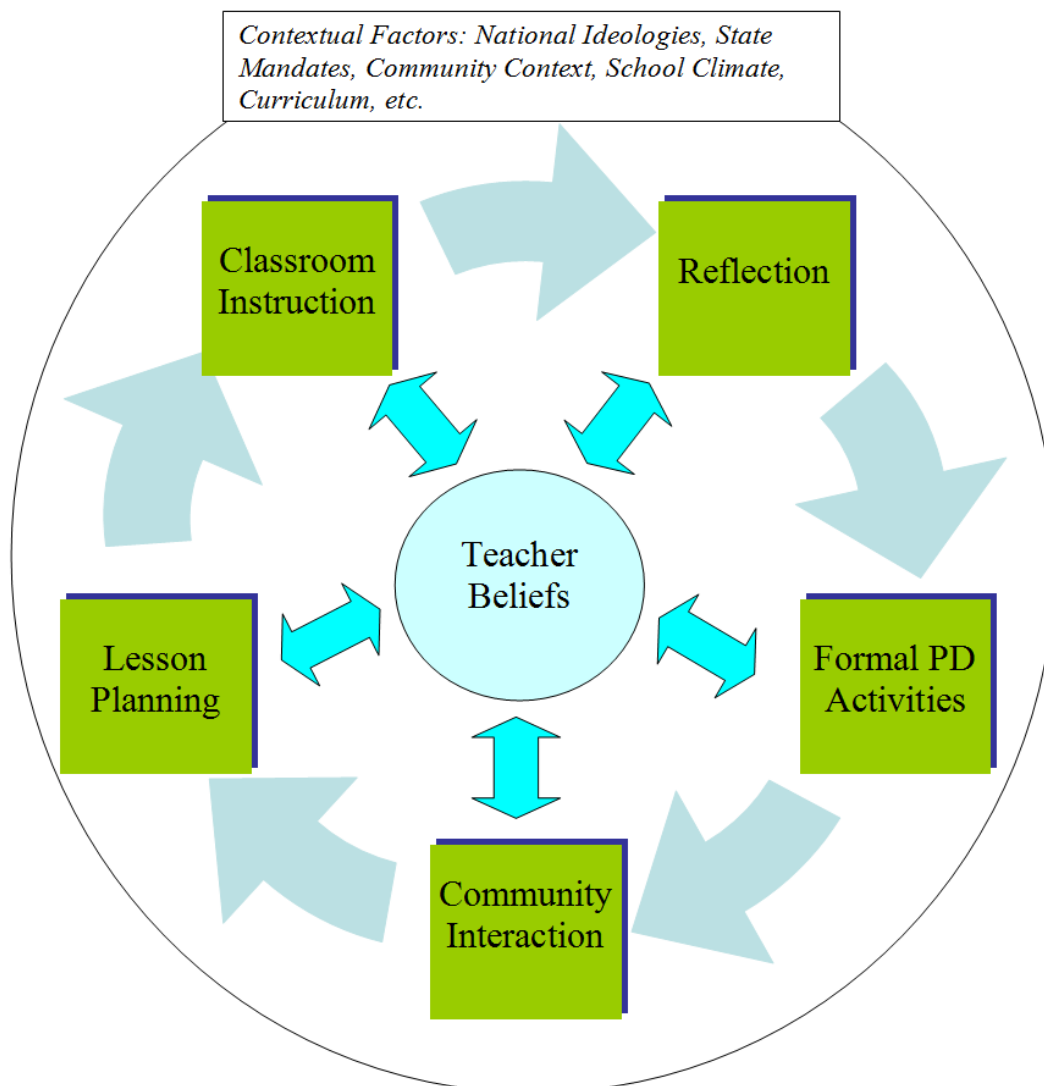 Contextual Factors: National Ideologies, State
Mandates, Community Context, School Climate,
Curriculum, etc.
Classroom
Instruction
Reflection
Teacher
Beliefs
Lesson
Planning
Formal PD
Activities
Community
Interaction